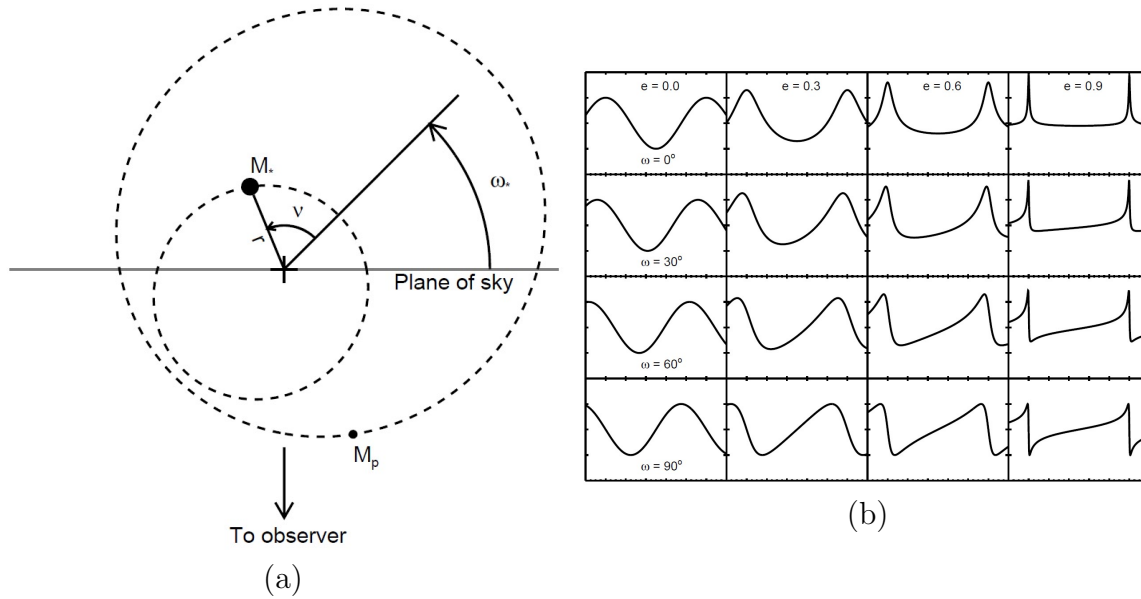 M*
ν
r
ω*
Plane of sky
Mp
To observer
(a)
e = 0.0
e = 0.3
e = 0.6
e = 0.9
ω = 0°
ω = 30°
ω = 60°
ω = 90°
(b)